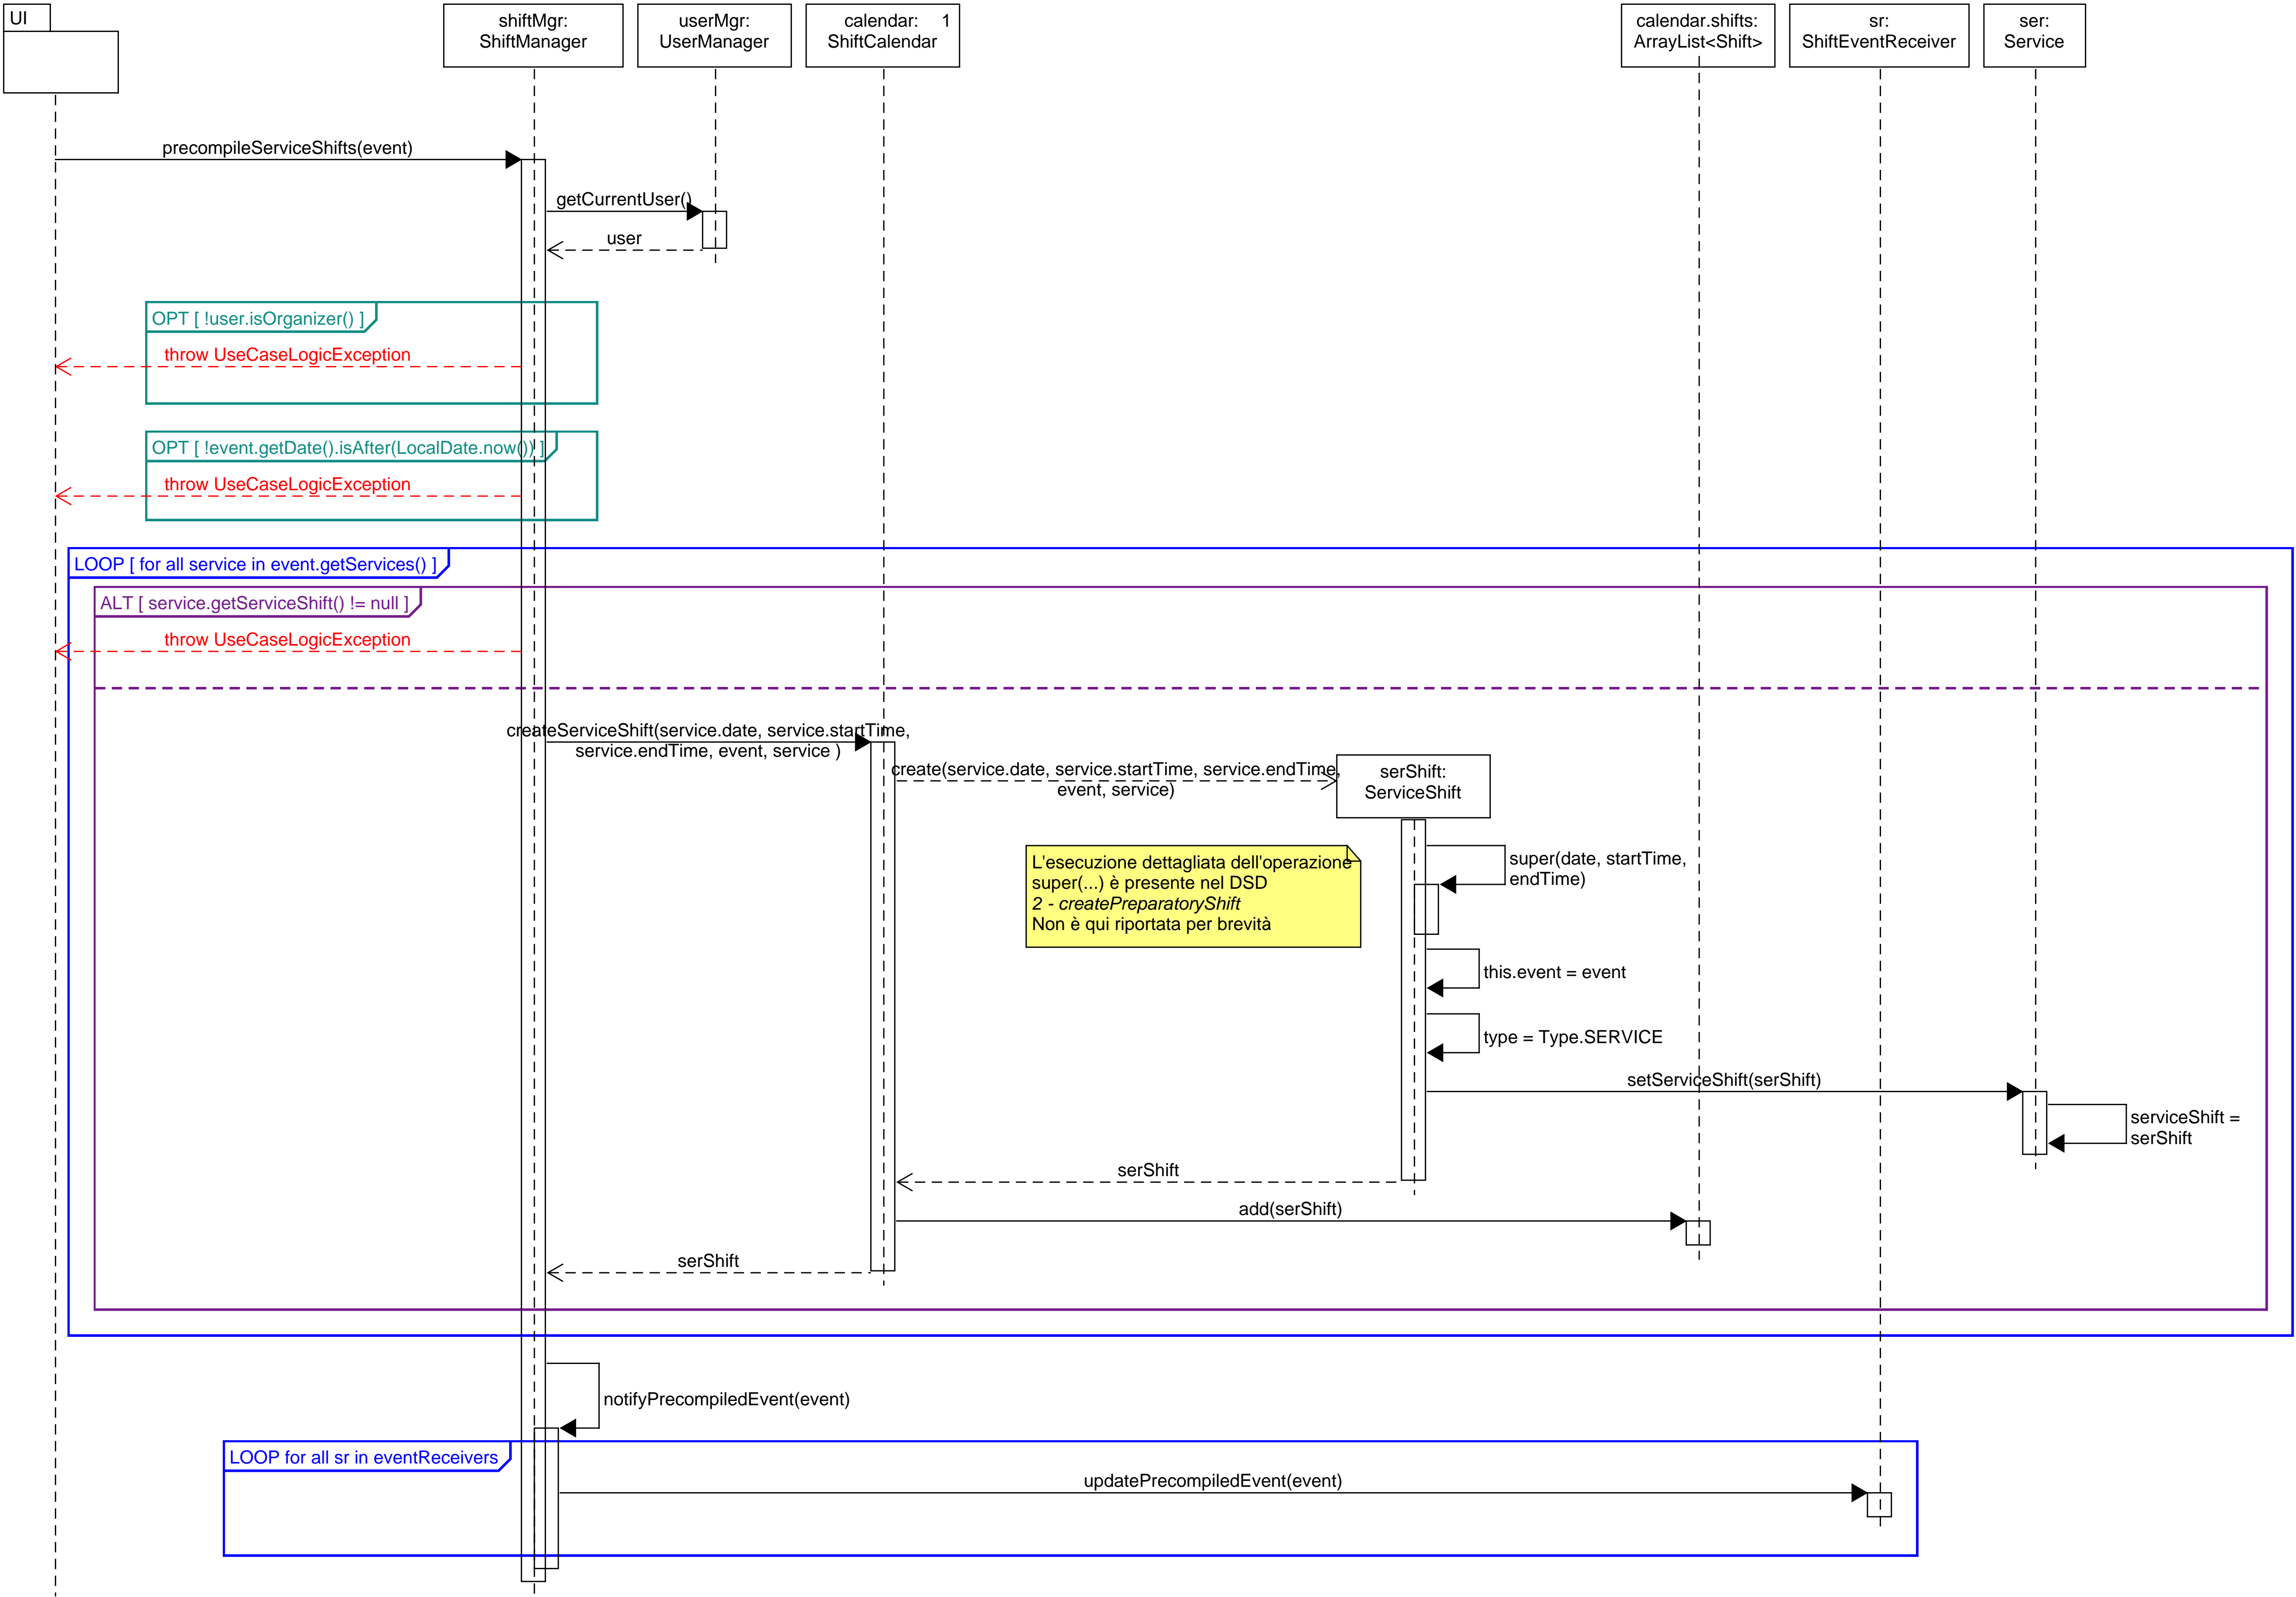 UI
shiftMgr:
ShiftManager
userMgr:
UserManager
calendar: 1
ShiftCalendar
calendar.shifts:
ArrayList<Shift>
sr:
ShiftEventReceiver
ser:
Service
precompileServiceShifts(event)
getCurrentUser()
user
OPT [ !user.isOrganizer() ]
throw UseCaseLogicException
OPT [ !event.getDate().isAfter(LocalDate.now()) ]
throw UseCaseLogicException
LOOP [ for all service in event.getServices() ]
ALT [ service.getServiceShift() != null ]
throw UseCaseLogicException
createServiceShift(service.date, service.startTime,
service.endTime, event, service )
create(service.date, service.startTime, service.endTime,
event, service)
serShift:
ServiceShift
L'esecuzione dettagliata dell'operazione
super(...) è presente nel DSD
2 - createPreparatoryShift
Non è qui riportata per brevità
super(date, startTime,
endTime)
this.event = event
type = Type.SERVICE
setServiceShift(serShift)
serviceShift =
serShift
serShift
add(serShift)
serShift
notifyPrecompiledEvent(event)
LOOP for all sr in eventReceivers
updatePrecompiledEvent(event)